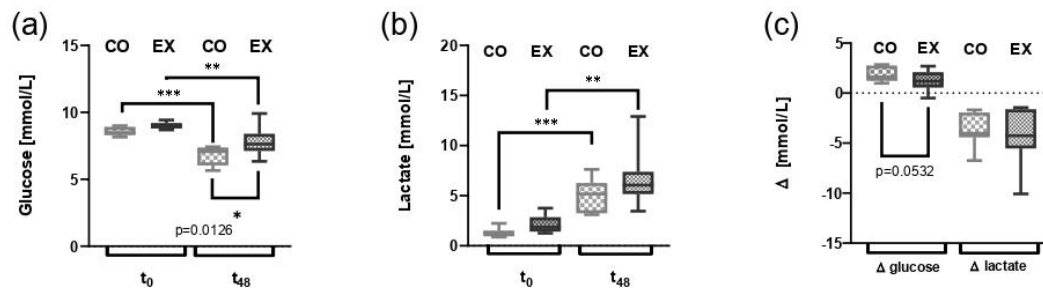 (a)
15
10
5
0
Glucose [mmol/L]
CO EX CO EX
**
***
*
p=0.0126
t0 t48
(b)
20
15
10
5
0
Lactate [mmol/L]
CO EX CO EX
**
***
t0 t48
(c)
5
0
-5
-10
-15
Δ [mmol/L]
CO EX CO EX
p=0.0532
Δ glucose Δ lactate